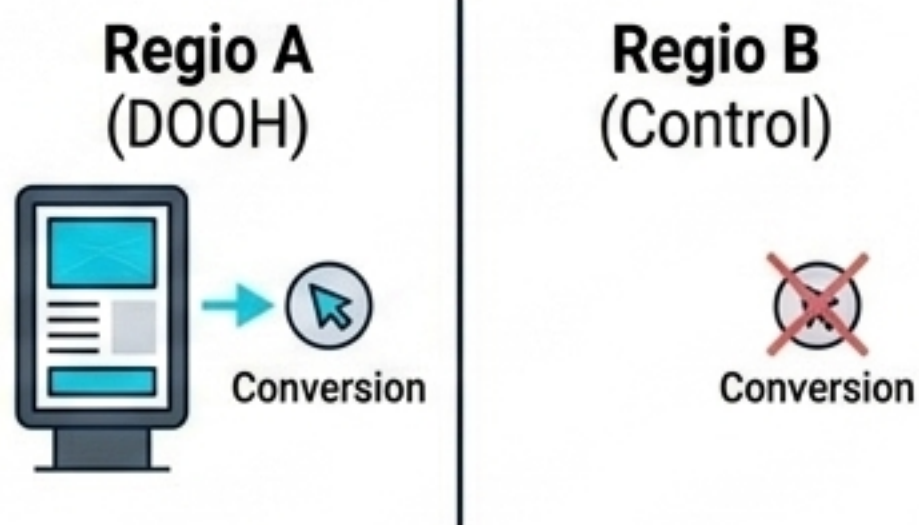 Regio A
(DOOH)
Conversion
Regio B
(Control)
Conversion